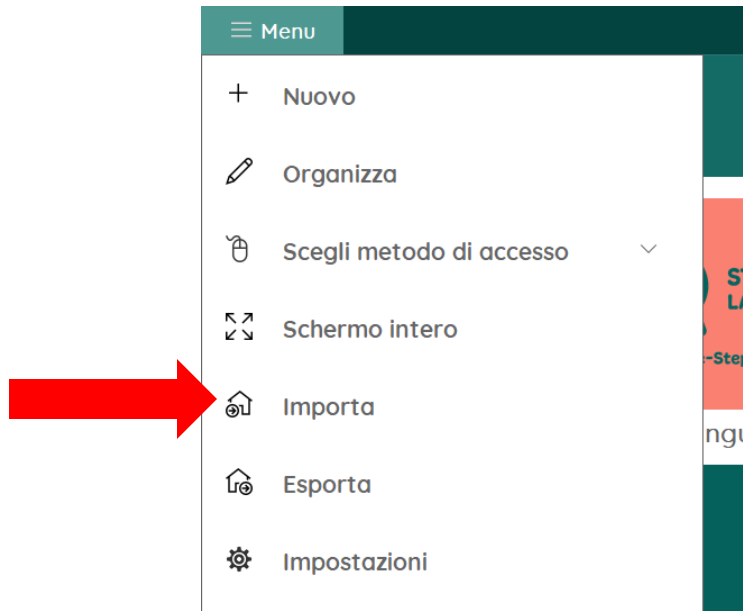 Menu
Nuovo
Organizza
Scegli metodo di accesso
Schermo intero
Importa
Esporta
Impostazioni